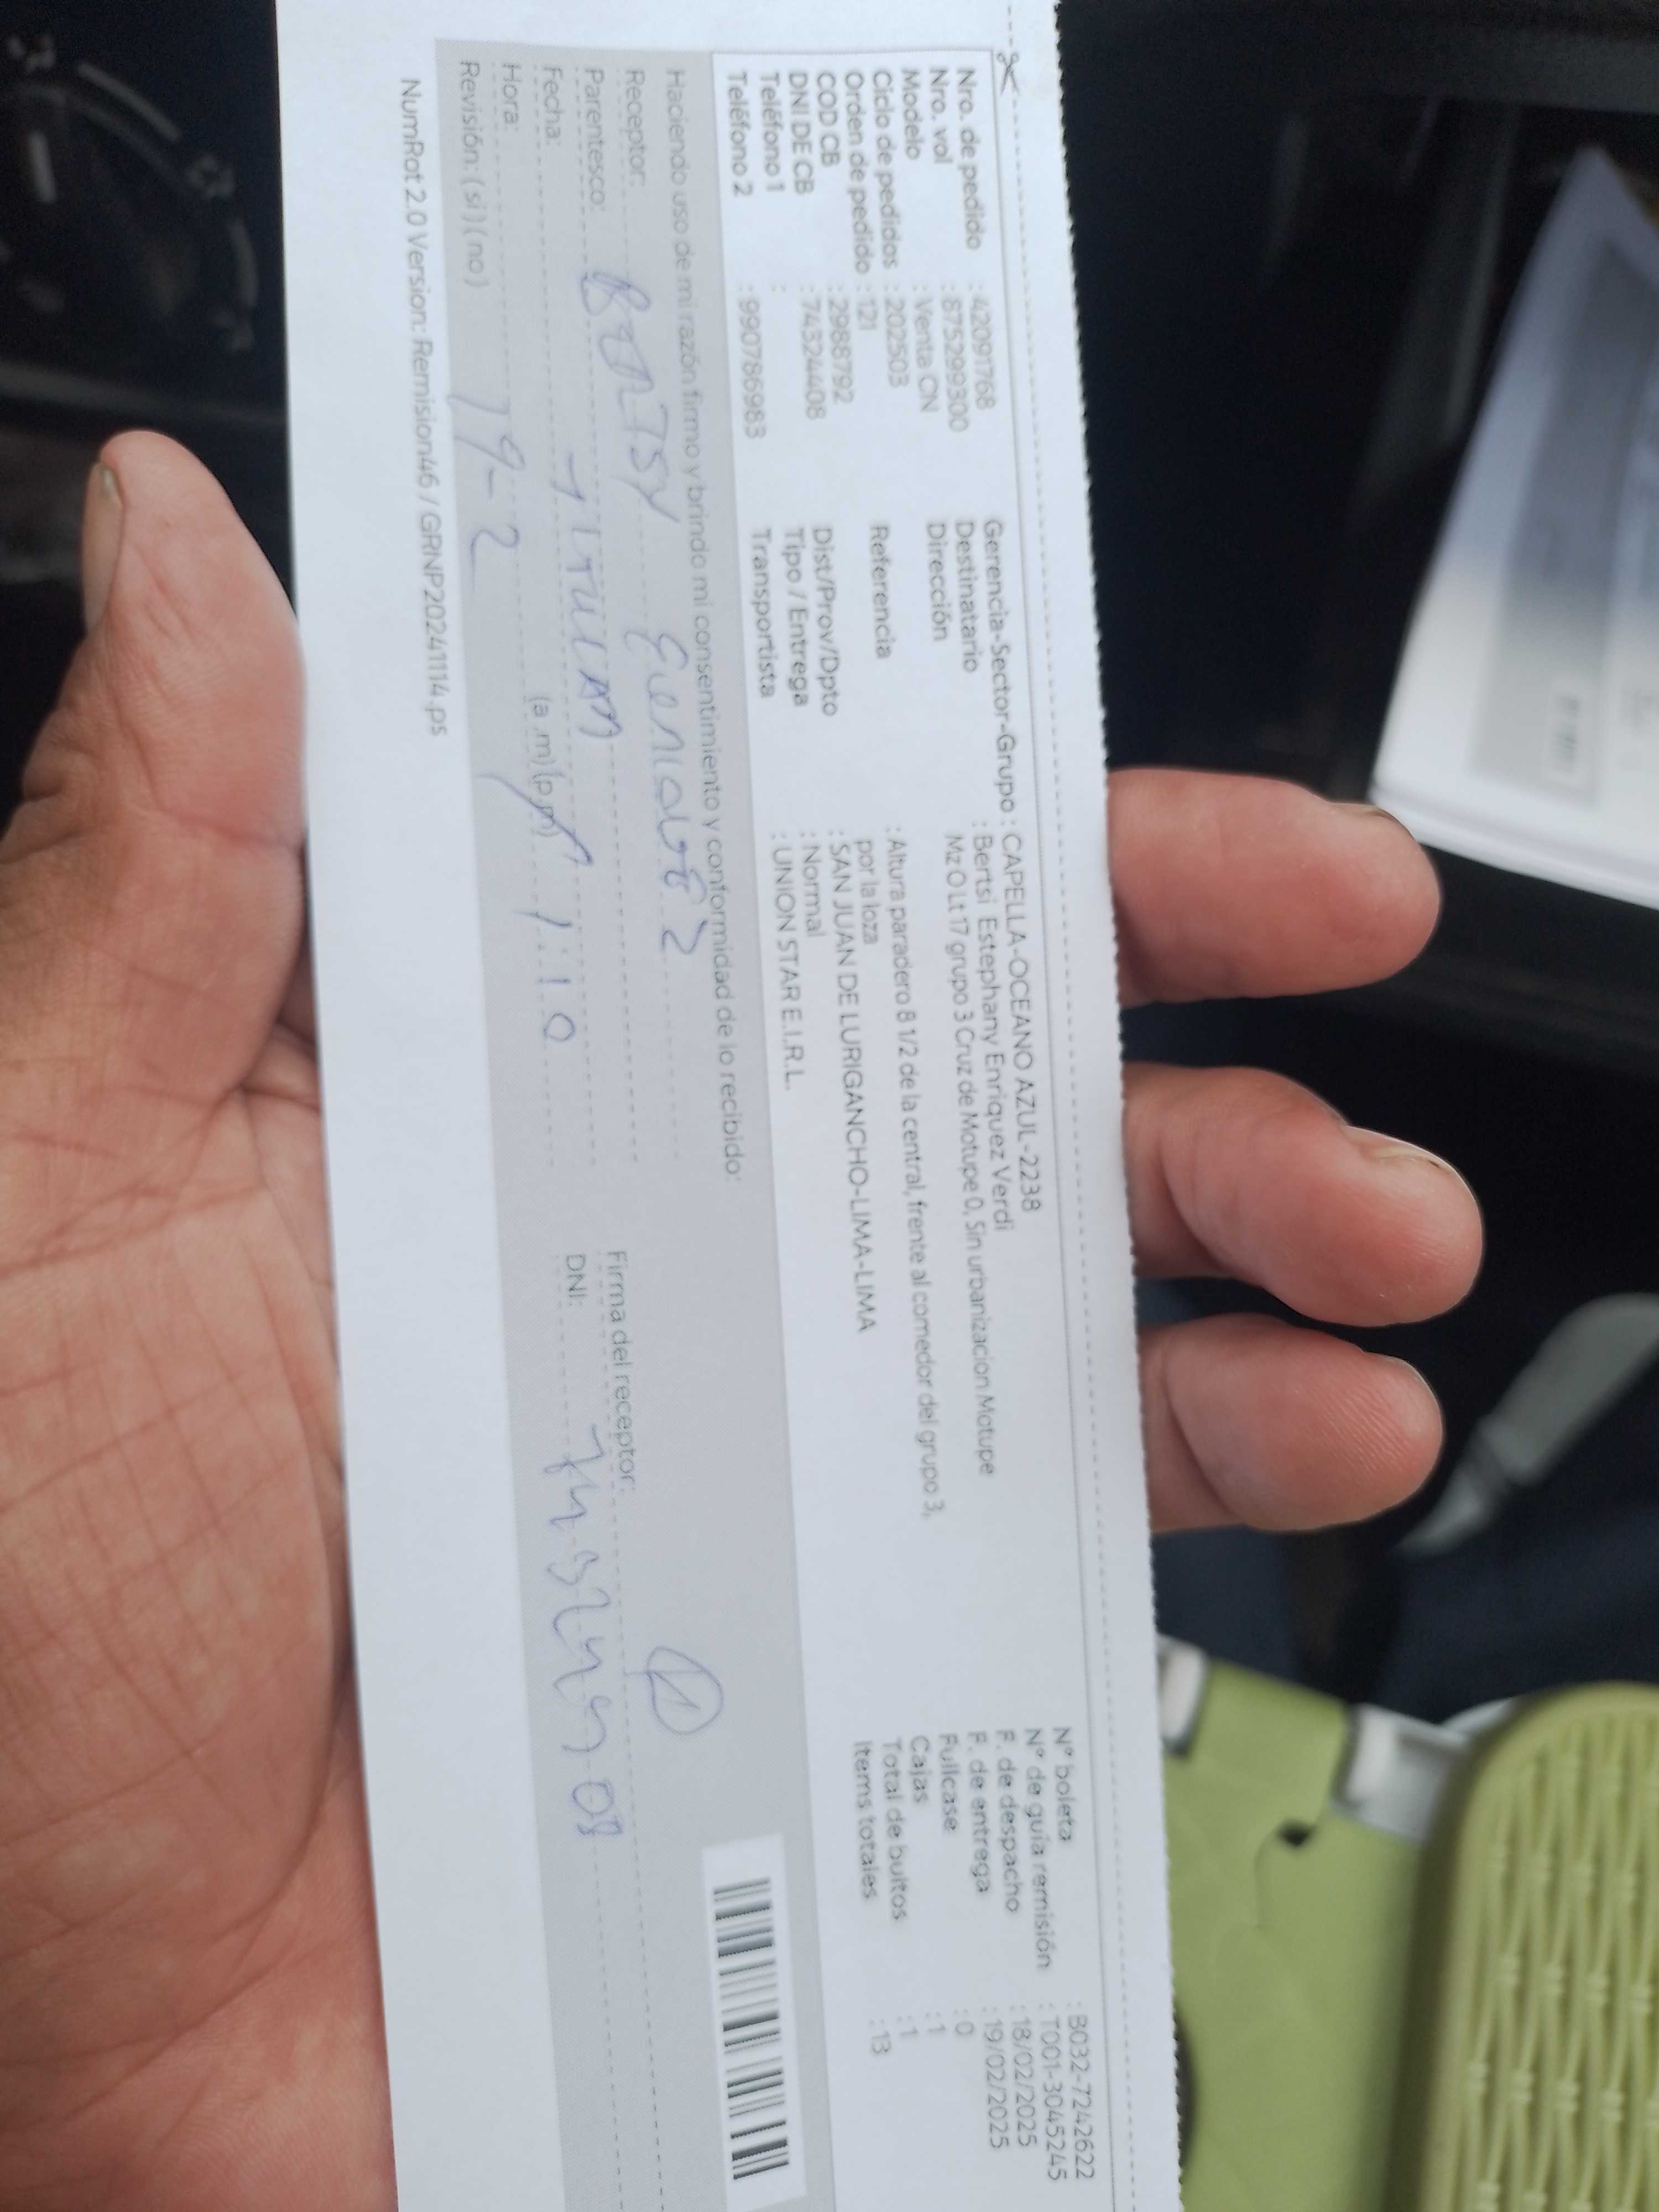 Nro. de pedido : 42091768
Nro. vol : 875299300
Modelo : Venta CN
Ciclo de pedidos : 202503
Orden de pedido : 121
COD CB : 29887792
DNI DE CB : 74324408
Teléfono 1 :
Teléfono 2 : 990786983
Gerencia-Sector-Grupo : CAPELLA-OCEANO AZUL-2238
Destinatario : Bertsi Estephany Enriquez Verdi
Dirección Mz O Lt 17 grupo 3 Cruz de Motupe 0, Sin urbanizacion Motupe
Referencia : Altura paradero 8 1/2 de la central, frente al comedor del grupo 3,
por la loza
Dist/Prov/Dpto : SAN JUAN DE LURIGANCHO-LIMA-LIMA
Tipo / Entrega : Normal
Transportista : UNION STAR E.I.R.L.
N° boleta : B032-7242622
N° de guía remisión : T001-3045245
F. de despacho : 18/02/2025
F. de entrega : 19/02/2025
Fullcase : 0
Cajas : 1
Total de bultos : 1
Items totales : 13
Haciendo uso de mi razón firmo y brindo mi consentimiento y conformidad de lo recibido:
Receptor:
Parentesco:
Fecha: 19-2
Hora: (a.m)(p.m) 1:10
Revisión: (si) (no)
Firma del receptor:
DNI: 74324408
1
NumRot 2.0 Version: Remision46 / GRNP20241114.ps